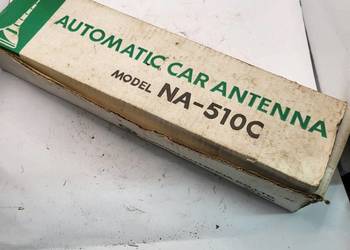 AUTOMATIC CAR ANTENNA
MODEL NA-510C